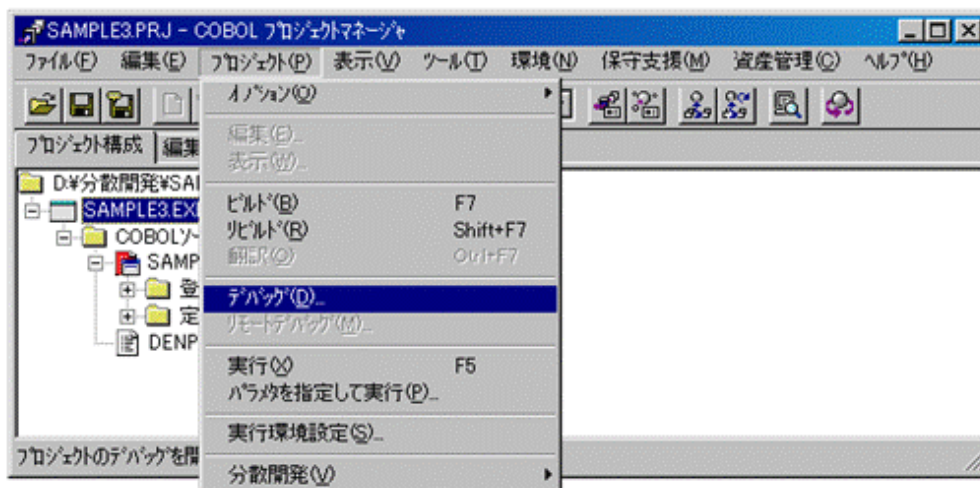 SAMPLE3.PRJ - COBOL プロジェクトマネージャ
ファイル(F) 編集(E) プロジェクト(P) 表示(V) ツール(T) 環境(N) 保守支援(M) 資産管理(C) ヘルプ(H)
オプション(O)
プロジェクト構成 編集
編集(E)...
表示(W)...
D:¥分散開発¥SA
SAMPLE3.EX
ビルド(B) F7
COBOLソ
リビルド(R) Shift+F7
SAMP
翻訳(O) Ctrl+F7
登
デバッグ(D)...
定
リモートデバッグ(M)...
DENP
実行(X) F5
パラメタを指定して実行(P)...
実行環境設定(S)...
プロジェクトのデバッグを開
分散開発(V)